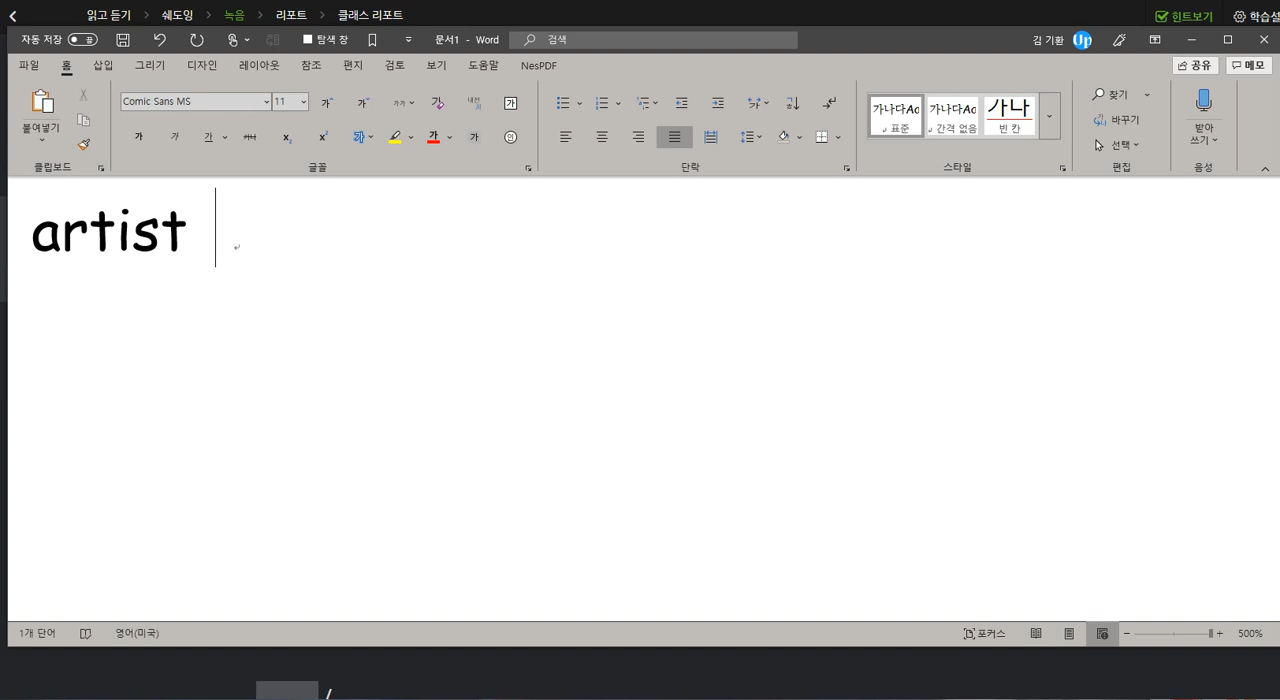 읽고 듣기 > 쉐도잉 > 녹음 > 리포트 > 클래스 리포트 힌트보기 학습설
자동 저장 문서1 - Word 검색 김 기환 Up
탐색 창
파일 홈 삽입 그리기 디자인 레이아웃 참조 편지 검토 보기 도움말 NesPDF 공유 메모
붙여넣기 Comic Sans MS 11 가나다Aa 가나다Aa 가나 찾기 받아
표준 간격 없음 빈 칸 바꾸기 쓰기
선택
클립보드 글꼴 단락 스타일 편집 음성
artist
1개 단어 영어(미국) 포커스 500%
/